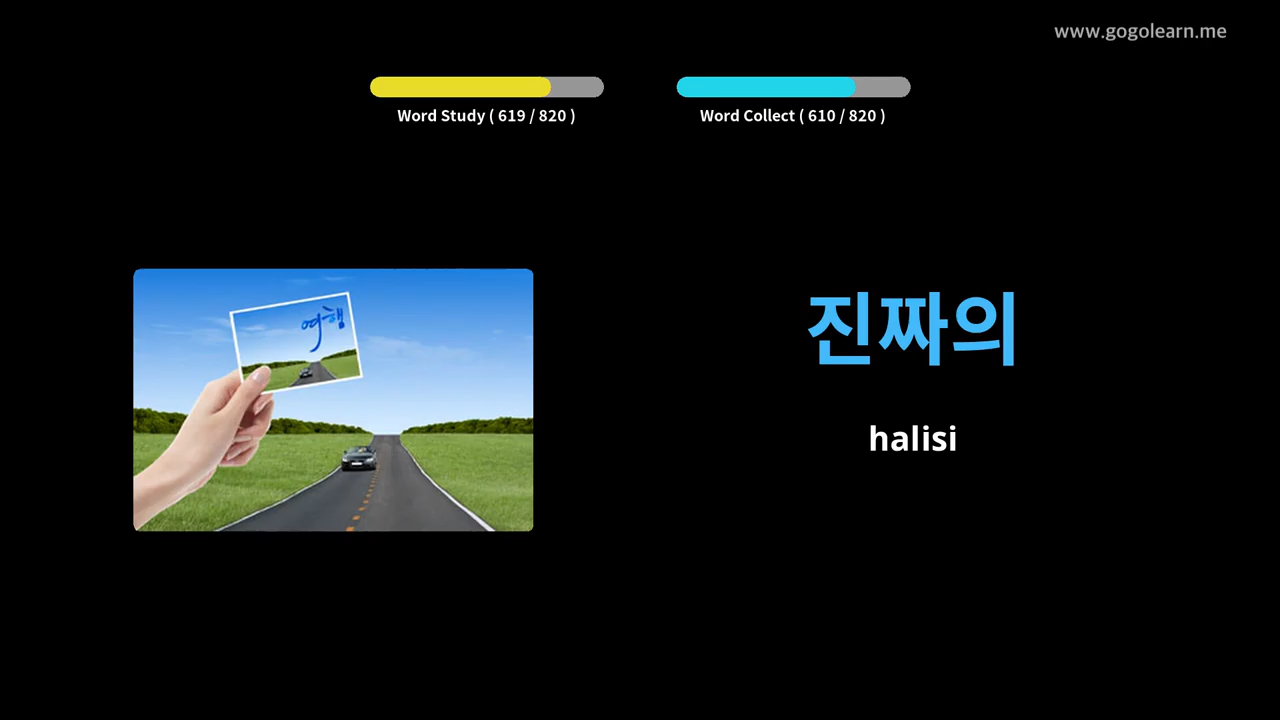 www.gogolearn.me
Word Study ( 619 / 820 )
Word Collect ( 610 / 820 )
여행
진짜의
halisi